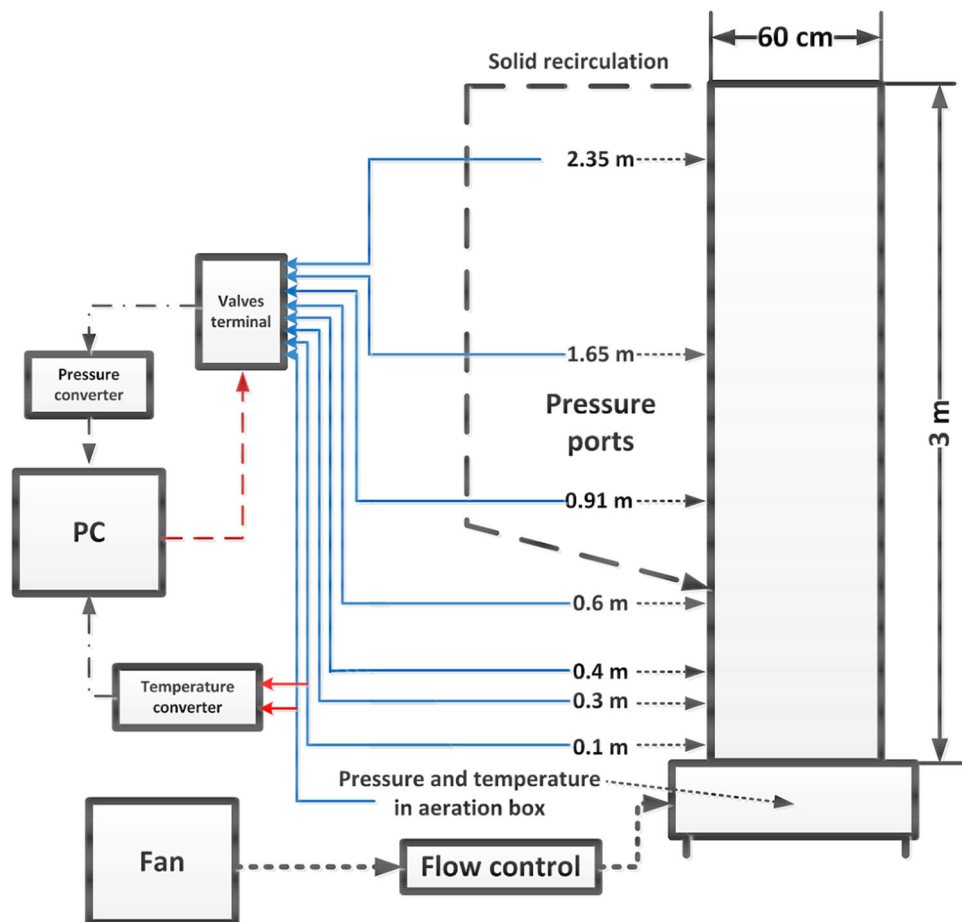 60 cm
Solid recirculation
2.35 m
Valves
terminal
1.65 m
Pressure
converter
Pressure
ports
3 m
0.91 m
PC
0.6 m
0.4 m
Temperature
converter
0.3 m
0.1 m
Pressure and temperature
in aeration box
Fan
Flow control